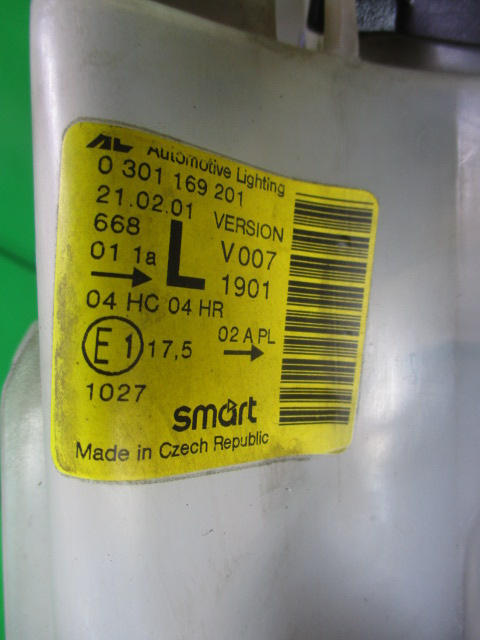 AL Automotive Lighting
0 301 169 201
21.02.01 VERSION
668 L V007
01 1a 1901
04 HC 04 HR
E1 17,5 02 A PL
1027
smart
Made in Czech Republic